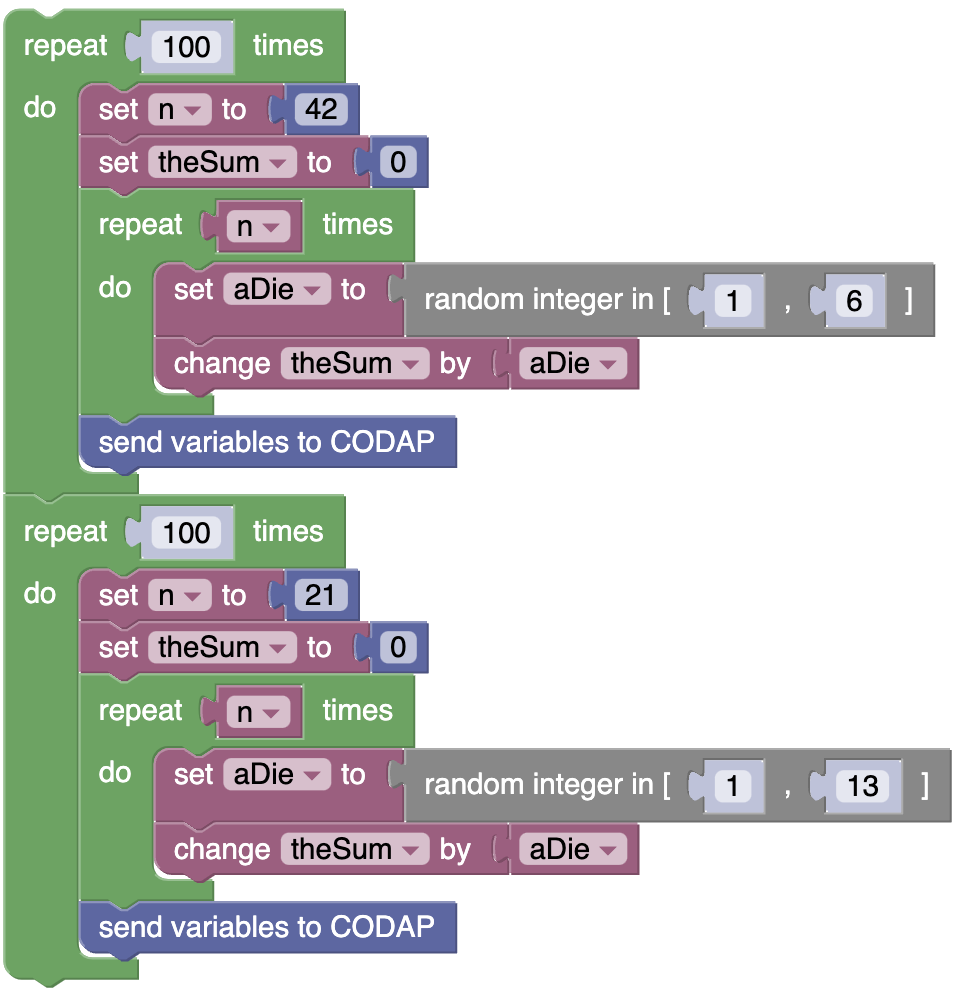 repeat 100 times
do set n to 42
set theSum to 0
repeat n times
do set aDie to random integer in [ 1 , 6 ]
change theSum by aDie
send variables to CODAP
repeat 100 times
do set n to 21
set theSum to 0
repeat n times
do set aDie to random integer in [ 1 , 13 ]
change theSum by aDie
send variables to CODAP